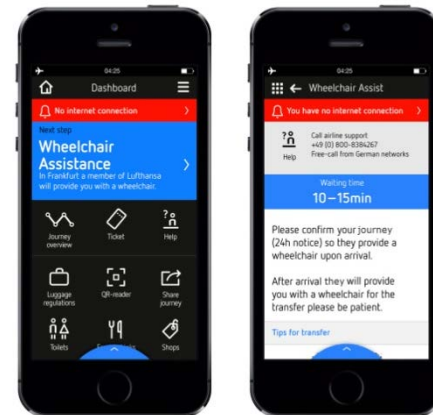 04:25
Dashboard
No internet connection
Next step
Wheelchair
Assistance
In Frankfurt a member of Lufthansa
will provide you with a wheelchair.
Journey
overview
Ticket
Help
Luggage
regulations
QR-reader
Share
journey
Toilets
Shops
04:25
Wheelchair Assist
You have no internet connection
Help
Call airline support
+49 (0) 800-8384267
Free-call from German networks
Waiting time
10–15min
Please confirm your journey
(24h notice) so they provide a
wheelchair upon arrival.
After arrival they will provide
you with a wheelchair for the
transfer please be patient.
Tips for transfer